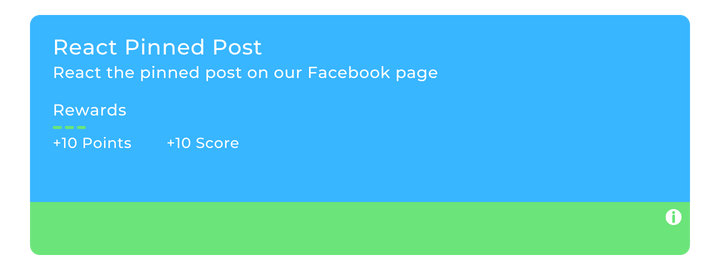 React Pinned Post
React the pinned post on our Facebook page
Rewards
+10 Points +10 Score